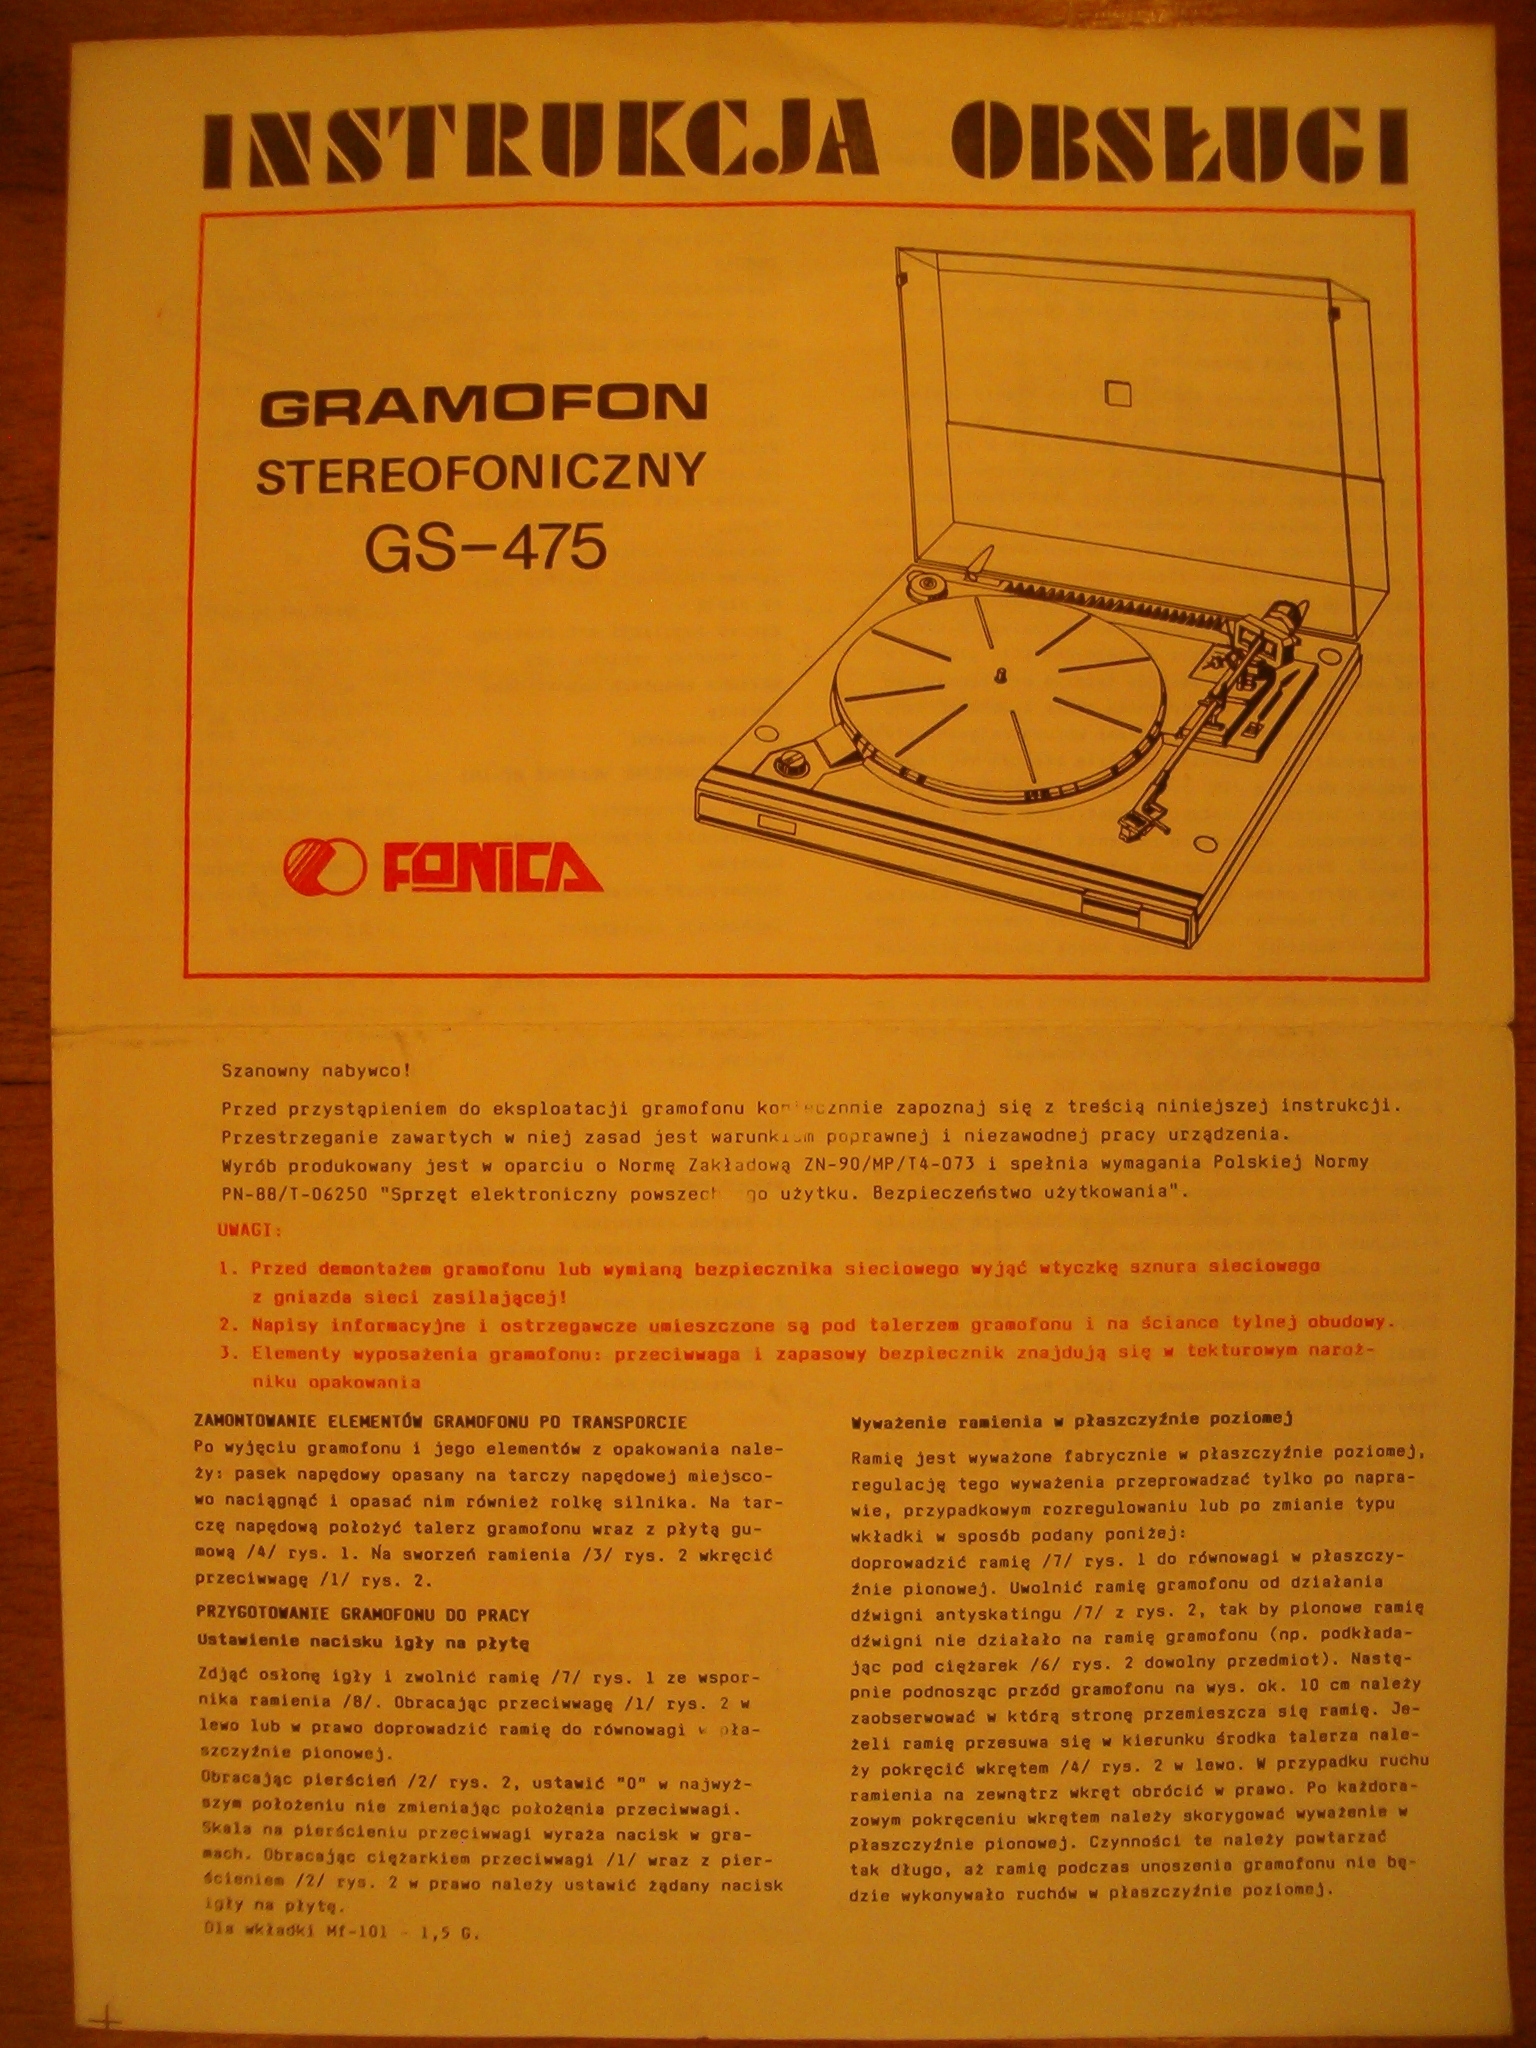 INSTRUKCJA OBSŁUGI
GRAMOFON
STEREOFONICZNY
GS-475
FONICA
Szanowny nabywco!
Przed przystąpieniem do eksploatacji gramofonu zapoznaj się z treścią niniejszej instrukcji.
Przestrzeganie zawartych w niej zasad jest poprawnej i niezawodnej pracy urządzenia.
Wyrób produkowany jest w oparciu o Normę Zakładową ZN-90/MP/T4-073 i spełnia wymagania Polskiej Normy
PN-88/T-06250 "Sprzęt elektroniczny użytku. Bezpieczeństwo użytkowania".
UWAGI:
1. Przed demontażem gramofonu lub wymianą bezpiecznika sieciowego wyjąć wtyczkę sznura sieciowego
z gniazda sieci zasilającej!
2. Napisy informacyjne i ostrzegawcze umieszczone są pod talerzem gramofonu i na ściance tylnej obudowy.
3. Elementy wyposażenia gramofonu: przeciwwaga i zapasowy bezpiecznik znajdują się w tekturowym naroż-
niku opakowania
ZAMONTOWANIE ELEMENTÓW GRAMOFONU PO TRANSPORCIE
Po wyjęciu gramofonu i jego elementów z opakowania nale-
ży: pasek napędowy opasany na tarczy napędowej miejsco-
wo naciągnąć i opasać nim również rolkę silnika. Na tar-
czę napędową położyć talerz gramofonu wraz z płytą gu-
mową /4/ rys. 1. Na sworzeń ramienia /3/ rys. 2 wkręcić
przeciwwagę /1/ rys. 2.
PRZYGOTOWANIE GRAMOFONU DO PRACY
Ustawienie nacisku igły na płytę
Zdjąć osłonę igły i zwolnić ramię /7/ rys. 1 ze wspor-
nika ramienia /8/. Obracając przeciwwagę /1/ rys. 2 w
lewo lub w prawo doprowadzić ramię do równowagi w pła-
szczyźnie pionowej.
Obracając pierścień /2/ rys. 2, ustawić "0" w najwyż-
szym położeniu nie zmieniając położenia przeciwwagi.
Skala na pierścieniu przeciwwagi wyraża nacisk w gra-
mach. Obracając ciężarkiem przeciwwagi /1/ wraz z pier-
ścieniem /2/ rys. 2 w prawo należy ustawić żądany nacisk
igły na płytę.
Dla wkładki Mf-101 - 1,5 G.
Wyważenie ramienia w płaszczyźnie poziomej
Ramię jest wyważone fabrycznie w płaszczyźnie poziomej,
regulację tego wyważenia przeprowadzać tylko po napra-
wie, przypadkowym rozregulowaniu lub po zmianie typu
wkładki w sposób podany poniżej:
doprowadzić ramię /7/ rys. 1 do równowagi w płaszczy-
źnie pionowej. Uwolnić ramię gramofonu od działania
dźwigni antyskatingu /7/ z rys. 2, tak by pionowe ramię
dźwigni nie działało na ramię gramofonu (np. podkłada-
jąc pod ciężarek /6/ rys. 2 dowolny przedmiot). Nastę-
pnie podnosząc przód gramofonu na wys. ok. 10 cm należy
zaobserwować w którą stronę przemieszcza się ramię. Je-
żeli ramię przesuwa się w kierunku środka talerza nale-
ży pokręcić wkrętem /4/ rys. 2 w lewo. W przypadku ruchu
ramienia na zewnątrz wkręt obrócić w prawo. Po każdora-
zowym pokręceniu wkrętem należy skorygować wyważenie w
płaszczyźnie pionowej. Czynności te należy powtarzać
tak długo, aż ramię podczas unoszenia gramofonu nie bę-
dzie wykonywało ruchów w płaszczyźnie poziomej.